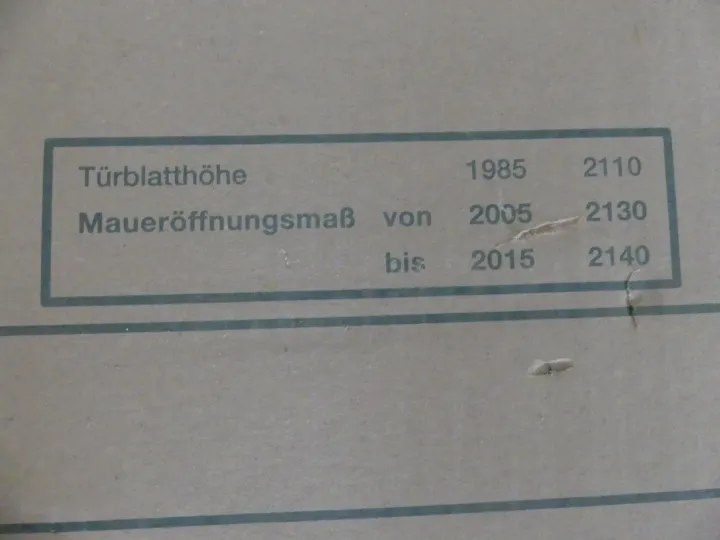 Türblatthöhe 1985 2110
Maueröffnungsmaß von 2005 2130
bis 2015 2140